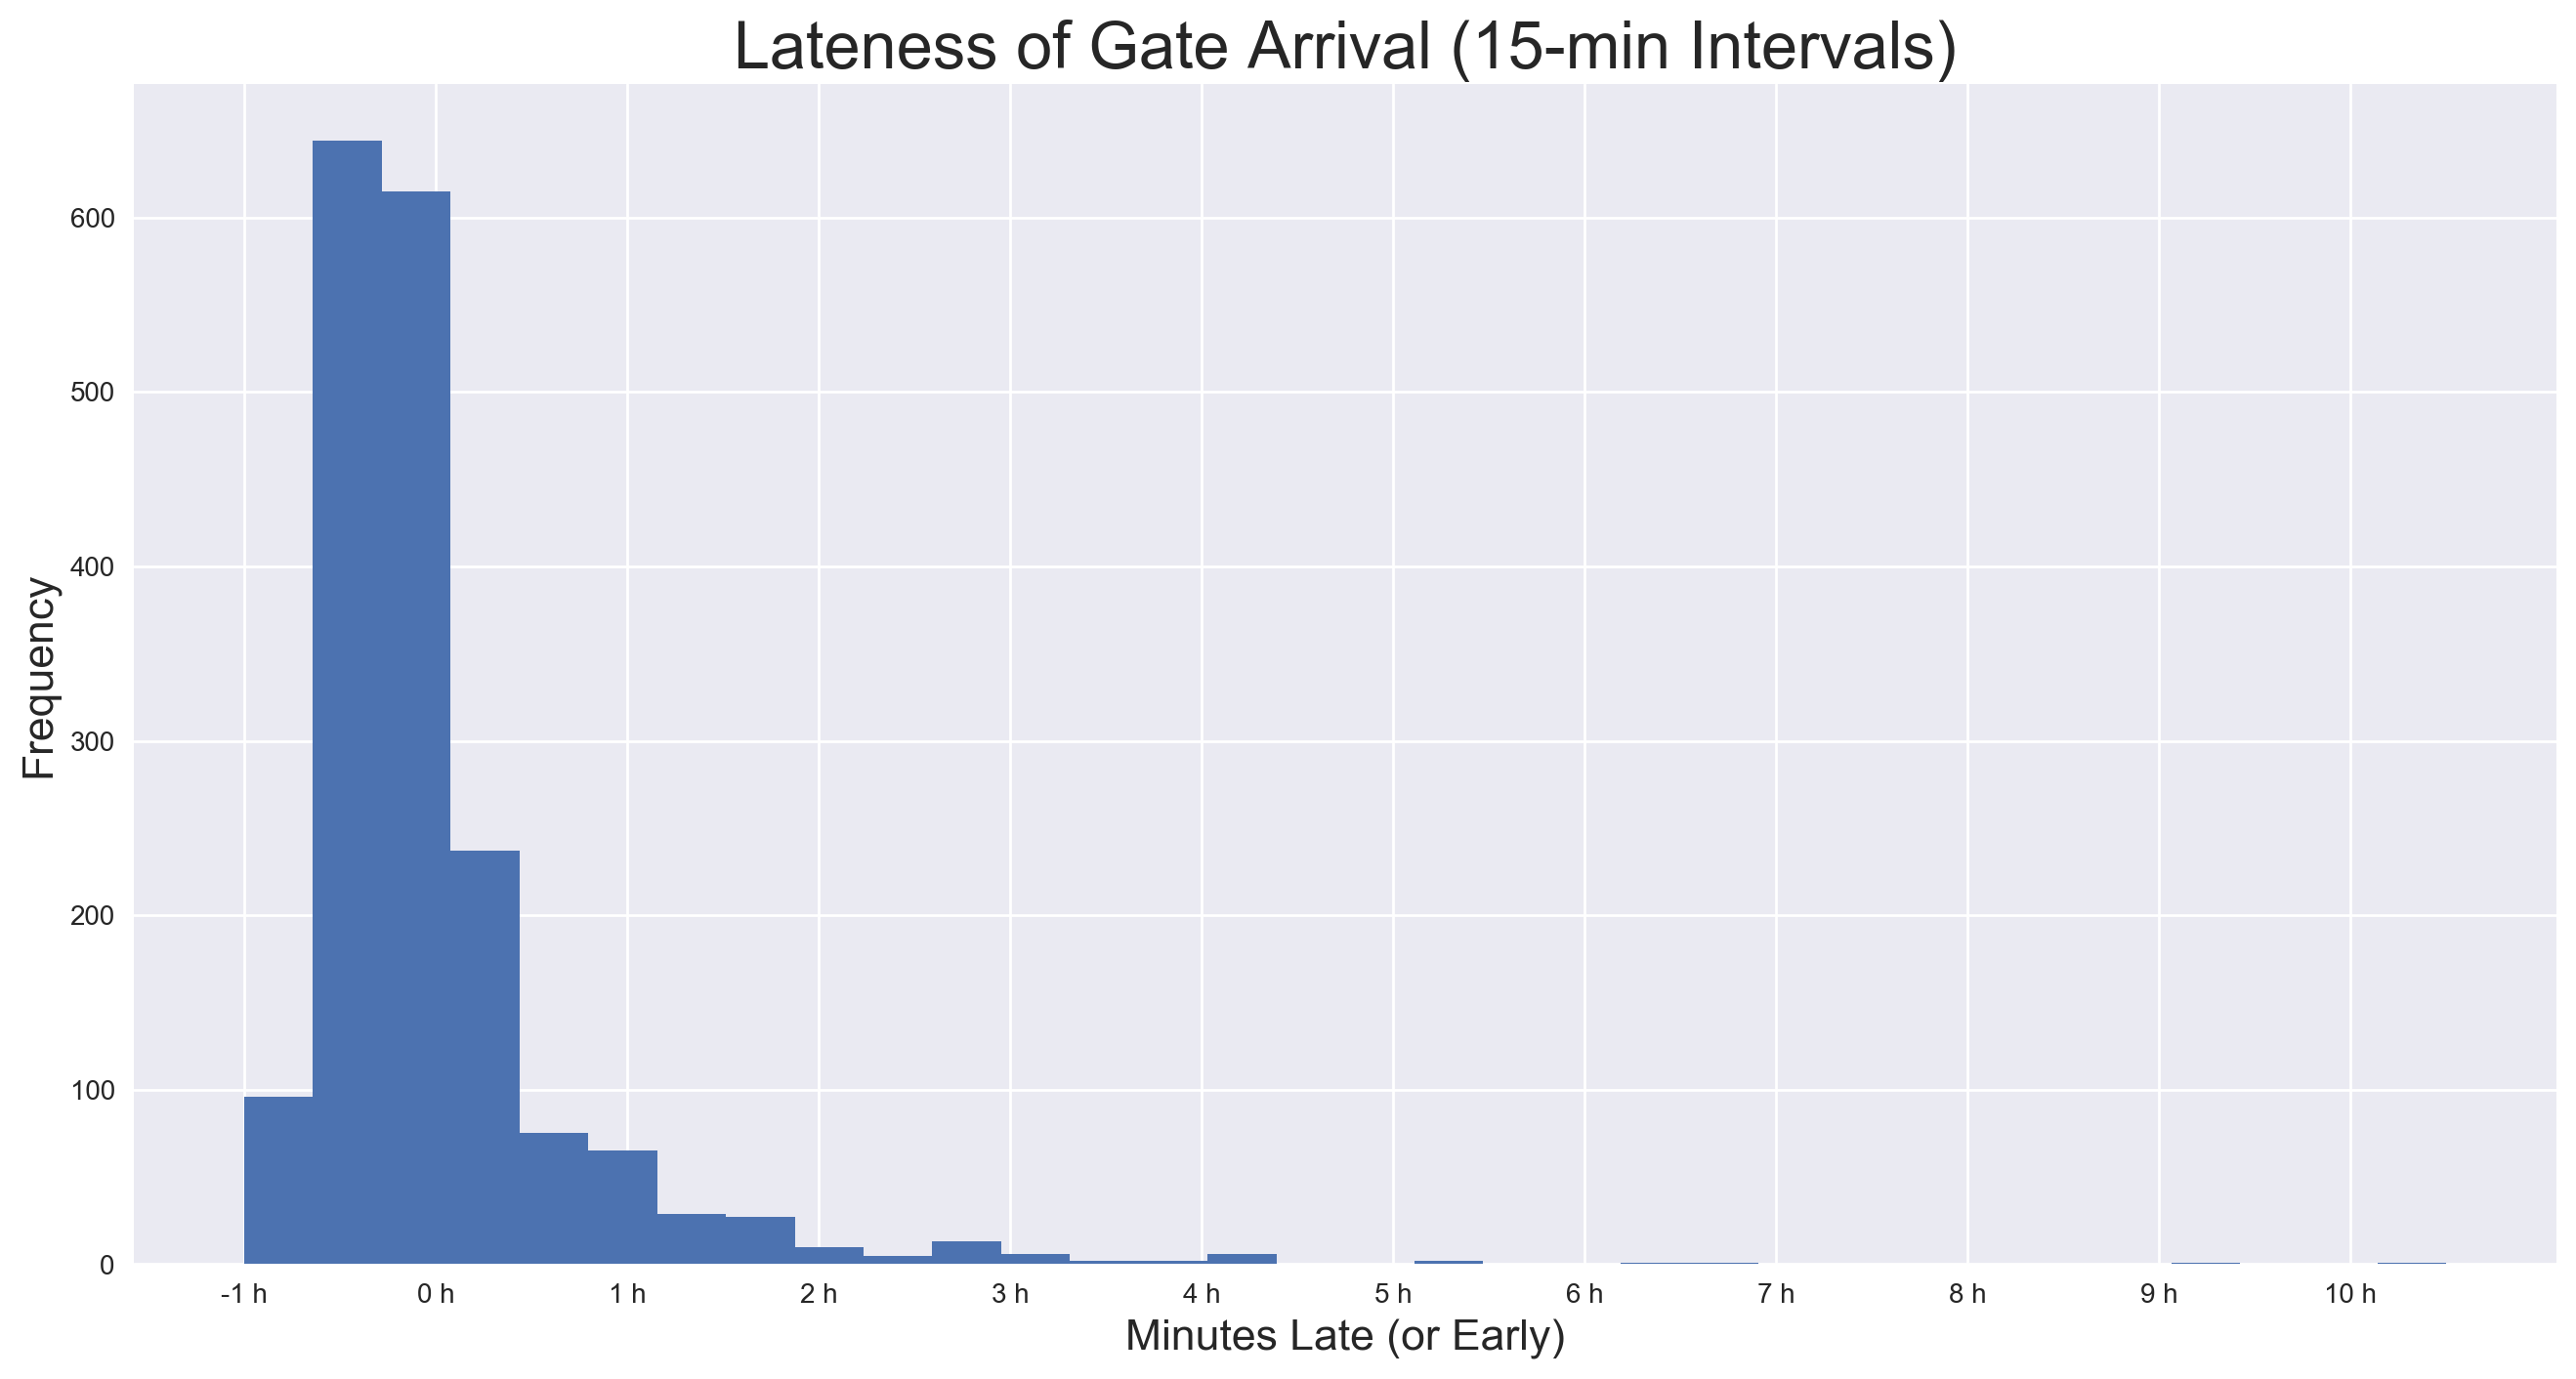 Lateness of Gate Arrival (15-min Intervals)
Frequency
600
500
400
300
200
100
0
-1 h 0 h 1 h 2 h 3 h 4 h 5 h 6 h 7 h 8 h 9 h 10 h
Minutes Late (or Early)